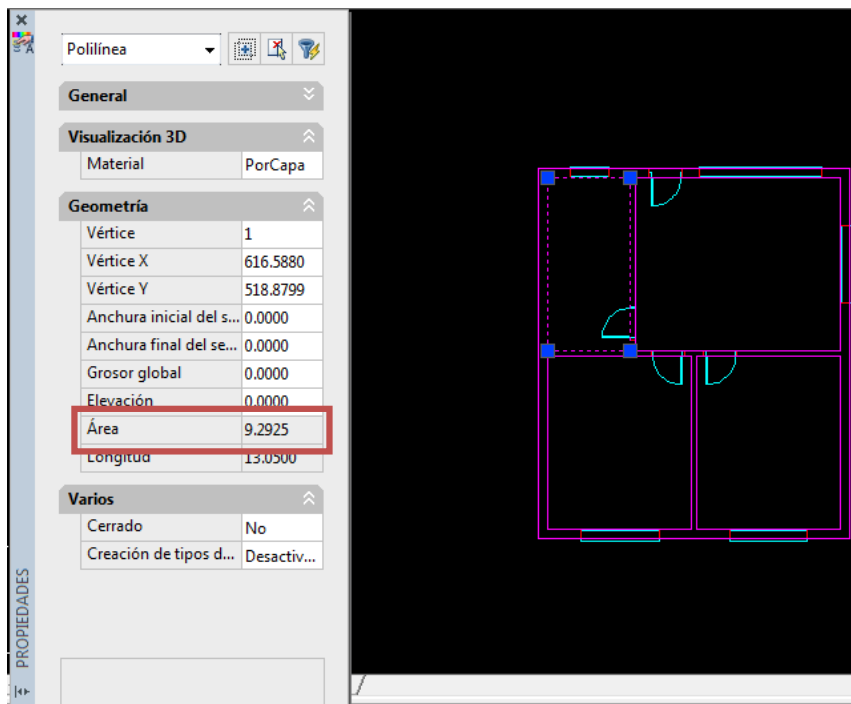 Polilínea
General
Visualización 3D
Material PorCapa
Geometría
Vértice 1
Vértice X 616.5880
Vértice Y 518.8799
Anchura inicial del s... 0.0000
Anchura final del se... 0.0000
Grosor global 0.0000
Elevación 0.0000
Área 9.2925
Longitud 13.0500
Varios
Cerrado No
Creación de tipos d... Desactiv...
PROPIEDADES